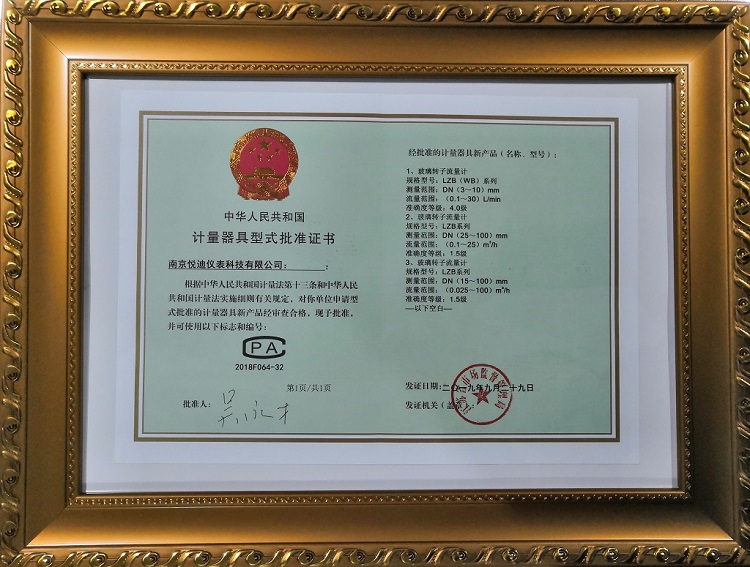 中华人民共和国
计量器具型式批准证书
南京悦迪仪表科技有限公司：
根据中华人民共和国计量法第十三条和中华人民
共和国计量法实施细则有关规定，对你单位申请型
式批准的计量器具新产品经审查合格，现予批准，
并可使用以下标志和编号：
CPA
2018F064-32
第1页/共1页
批准人：
经批准的计量器具新产品（名称、型号）：
1、玻璃转子流量计
规格型号：LZB（WB）系列
测量范围：DN（3～10）mm
流量范围：（0.1～30）L/min
准确度等级：4.0级
2、玻璃转子流量计
规格型号：LZB系列
测量范围：DN（25～100）mm
流量范围：（0.1～25）m³/h
准确度等级：1.5级
3、玻璃转子流量计
规格型号：LZB系列
测量范围：DN（15～100）mm
流量范围：（0.025～100）m³/h
准确度等级：1.5级
—以下空白—
发证日期：二〇一九年九月二十九日
发证机关（盖章）：